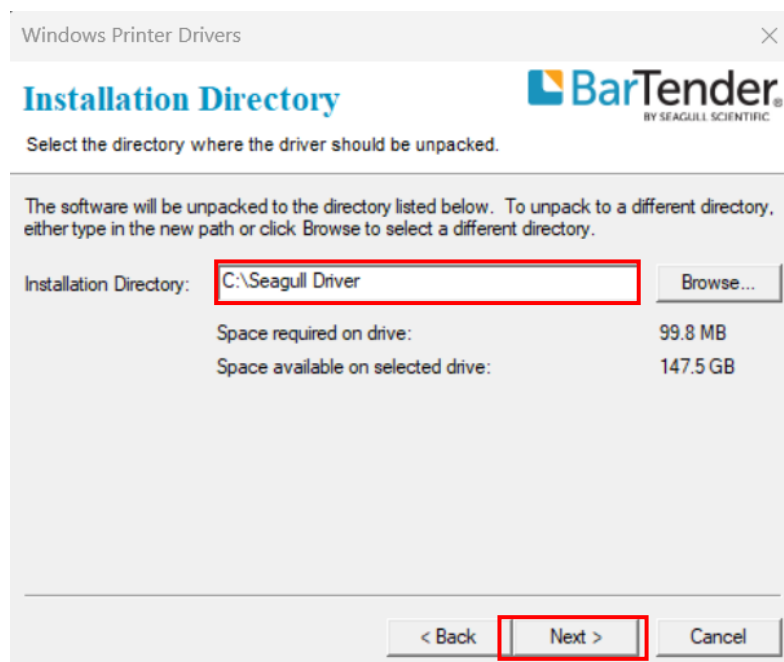 Windows Printer Drivers
Installation Directory
BarTender®
BY SEAGULL SCIENTIFIC
Select the directory where the driver should be unpacked.
The software will be unpacked to the directory listed below. To unpack to a different directory,
either type in the new path or click Browse to select a different directory.
Installation Directory: C:\Seagull Driver Browse...
Space required on drive: 99.8 MB
Space available on selected drive: 147.5 GB
< Back Next > Cancel